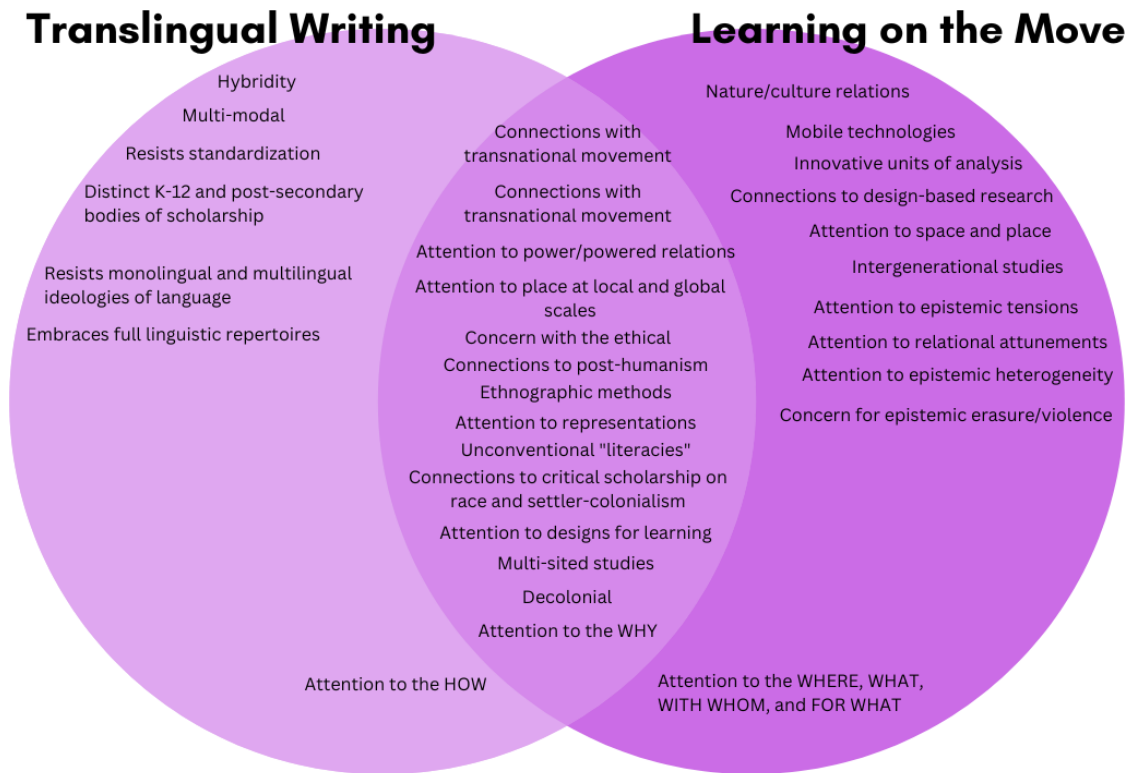 Translingual Writing
Learning on the Move
Hybridity
Multi-modal
Resists standardization
Distinct K-12 and post-secondary
bodies of scholarship
Resists monolingual and multilingual
ideologies of language
Embraces full linguistic repertoires
Attention to the HOW
Connections with
transnational movement
Connections with
transnational movement
Attention to power/powered relations
Attention to place at local and global
scales
Concern with the ethical
Connections to post-humanism
Ethnographic methods
Attention to representations
Unconventional "literacies"
Connections to critical scholarship on
race and settler-colonialism
Attention to designs for learning
Multi-sited studies
Decolonial
Attention to the WHY
Nature/culture relations
Mobile technologies
Innovative units of analysis
Connections to design-based research
Attention to space and place
Intergenerational studies
Attention to epistemic tensions
Attention to relational attunements
Attention to epistemic heterogeneity
Concern for epistemic erasure/violence
Attention to the WHERE, WHAT,
WITH WHOM, and FOR WHAT